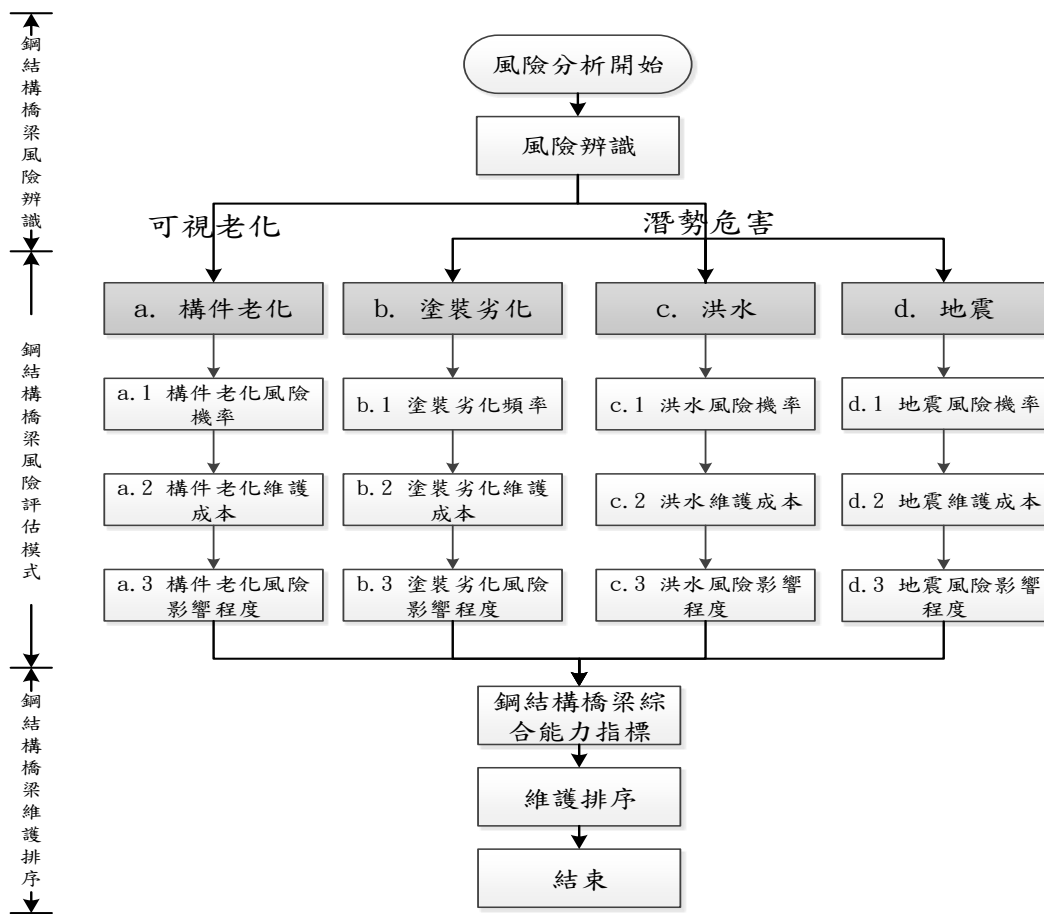 鋼結構橋梁風險辨識
風險分析開始
風險辨識
可視老化
潛勢危害
鋼結構橋梁風險評估模式
a. 構件老化
b. 塗裝劣化
c. 洪水
d. 地震
a.1 構件老化風險
機率
b.1 塗裝劣化頻率
c.1 洪水風險機率
d.1 地震風險機率
a.2 構件老化維護
成本
b.2 塗裝劣化維護
成本
c.2 洪水維護成本
d.2 地震維護成本
a.3 構件老化風險
影響程度
b.3 塗裝劣化風險
影響程度
c.3 洪水風險影響
程度
d.3 地震風險影響
程度
鋼結構橋梁維護排序
鋼結構橋梁綜
合能力指標
維護排序
結束